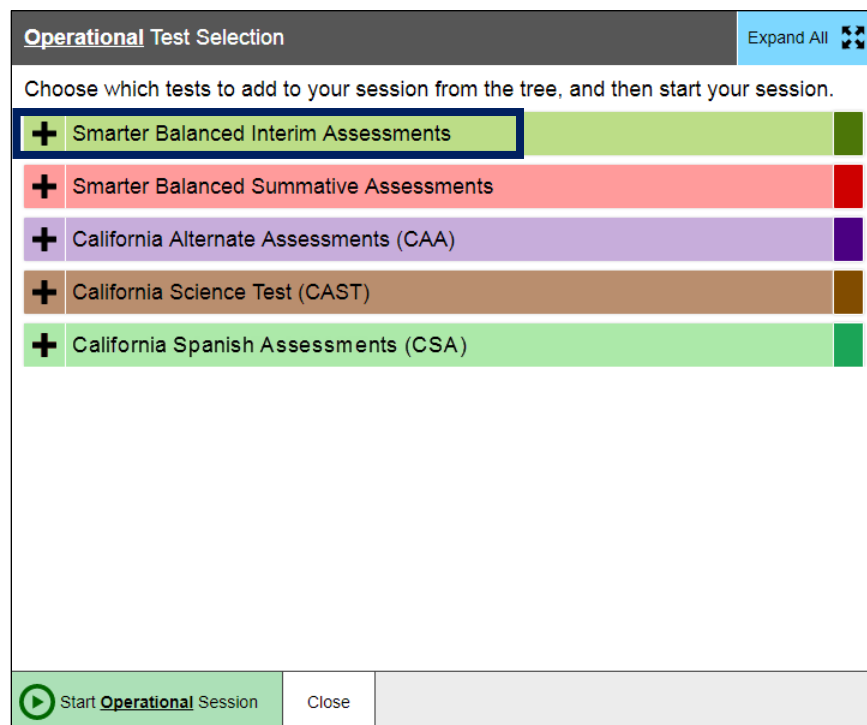 Operational Test Selection
Expand All
Choose which tests to add to your session from the tree, and then start your session.
Smarter Balanced Interim Assessments
Smarter Balanced Summative Assessments
California Alternate Assessments (CAA)
California Science Test (CAST)
California Spanish Assessments (CSA)
Start Operational Session
Close